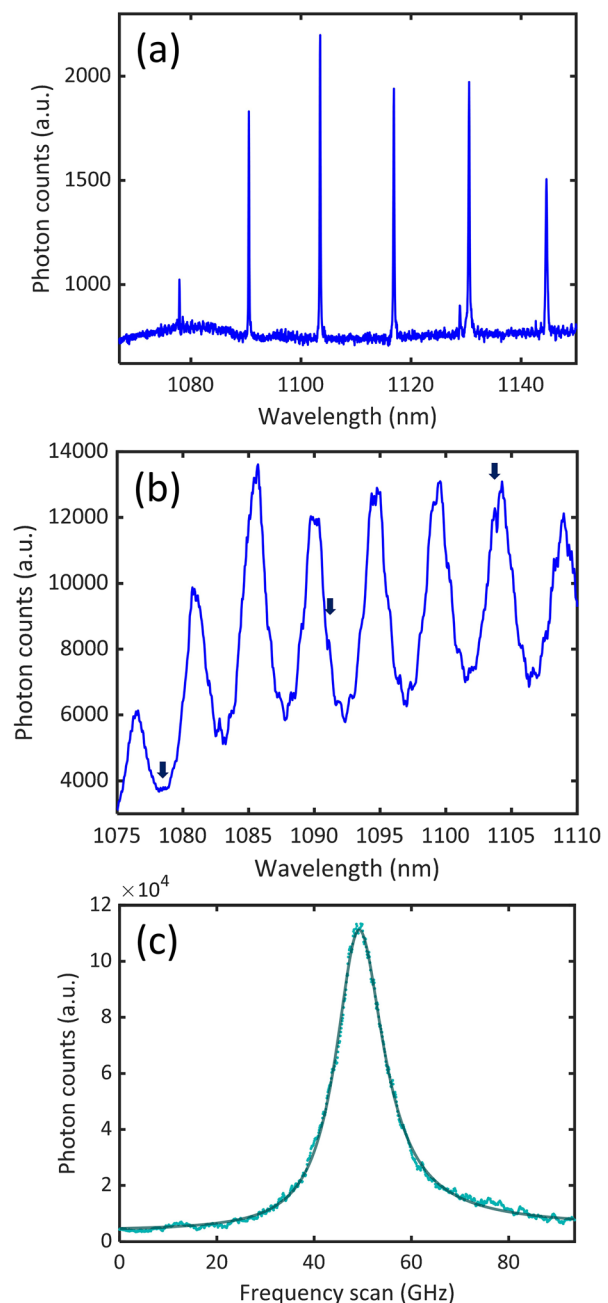 (a)
2000
1500
1000
Photon counts (a.u.)
1080 1100 1120 1140
Wavelength (nm)
(b)
14000
12000
10000
8000
6000
4000
Photon counts (a.u.)
1075 1080 1085 1090 1095 1100 1105 1110
Wavelength (nm)
×10⁴
(c)
12
10
8
6
4
2
0
Photon counts (a.u.)
0 20 40 60 80
Frequency scan (GHz)